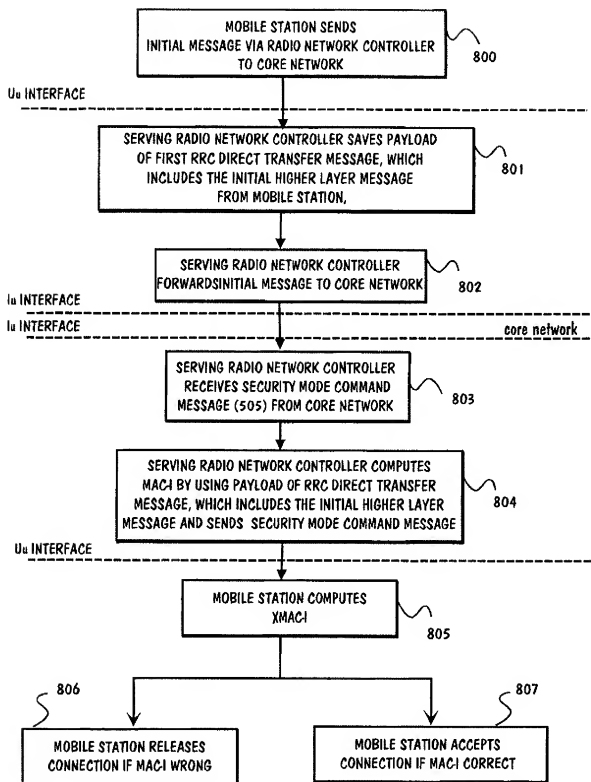 MOBILE STATION SENDS
INITIAL MESSAGE VIA RADIO NETWORK CONTROLLER
TO CORE NETWORK
800
Uu INTERFACE
SERVING RADIO NETWORK CONTROLLER SAVES PAYLOAD
OF FIRST RRC DIRECT TRANSFER MESSAGE, WHICH
INCLUDES THE INITIAL HIGHER LAYER MESSAGE
FROM MOBILE STATION,
801
SERVING RADIO NETWORK CONTROLLER
FORWARDSINITIAL MESSAGE TO CORE NETWORK
802
Iu INTERFACE
Iu INTERFACE
core network
SERVING RADIO NETWORK CONTROLLER
RECEIVES SECURITY MODE COMMAND
MESSAGE (505) FROM CORE NETWORK
803
SERVING RADIO NETWORK CONTROLLER COMPUTES
MAC-I BY USING PAYLOAD OF RRC DIRECT TRANSFER
MESSAGE, WHICH INCLUDES THE INITIAL HIGHER LAYER
MESSAGE AND SENDS SECURITY MODE COMMAND MESSAGE
804
Uu INTERFACE
MOBILE STATION COMPUTES
XMAC-I
805
806
807
MOBILE STATION RELEASES
CONNECTION IF MAC-I WRONG
MOBILE STATION ACCEPTS
CONNECTION IF MAC-I CORRECT